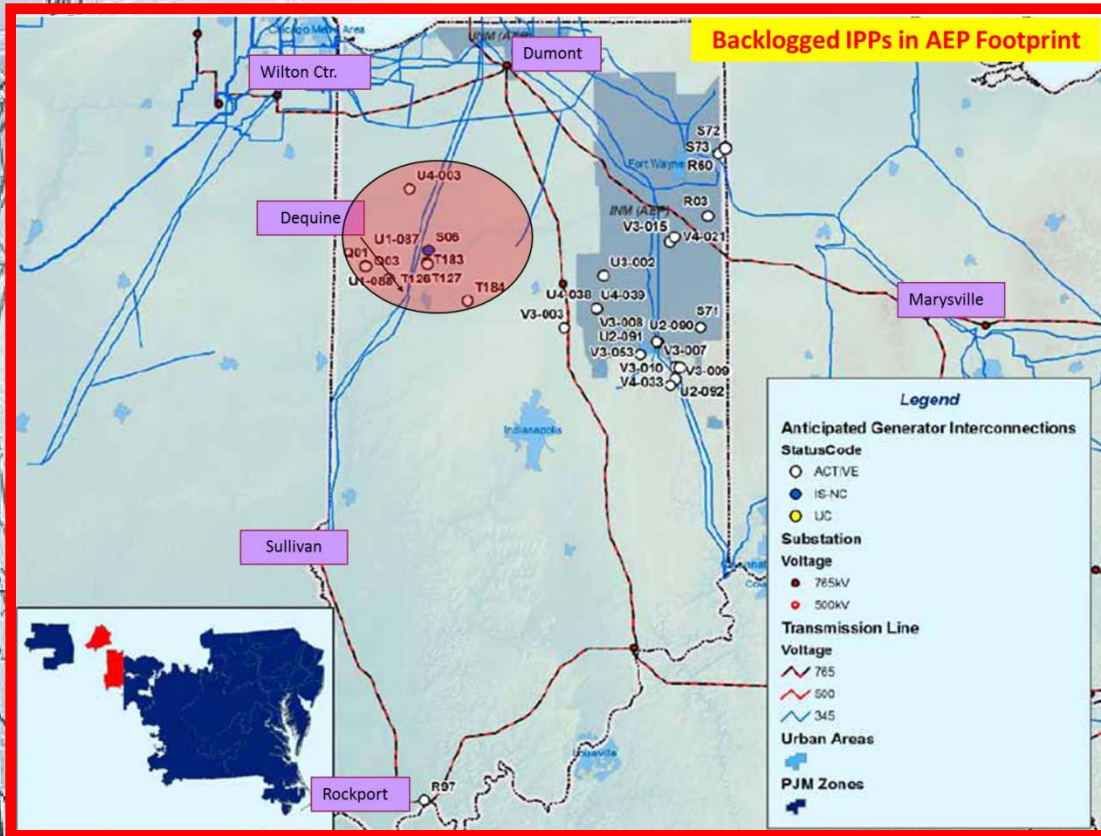 Backlogged IPPs in AEP Footprint
Chicago Metro Area
INM (AEP)
Dumont
Wilton Ctr.
S72
S73
Fort Wayne
R60
U4-003
R03
INM (AEP)
Dequine
V3-015
V4-021
U1-087
S06
Q01
Q03
T183
U3-002
T126
T127
T184
U4-038
U4-039
Marysville
V3-003
V3-008
S71
U2-090
U2-091
V3-053
V3-007
V3-010
V3-009
V4-033
U2-092
Indianapolis
Legend
Anticipated Generator Interconnections
StatusCode
ACTIVE
IS-NC
UC
Substation
Voltage
765kV
500kV
Transmission Line
Voltage
765
500
345
Urban Areas
PJM Zones
Sullivan
Louisville
Rockport
R97